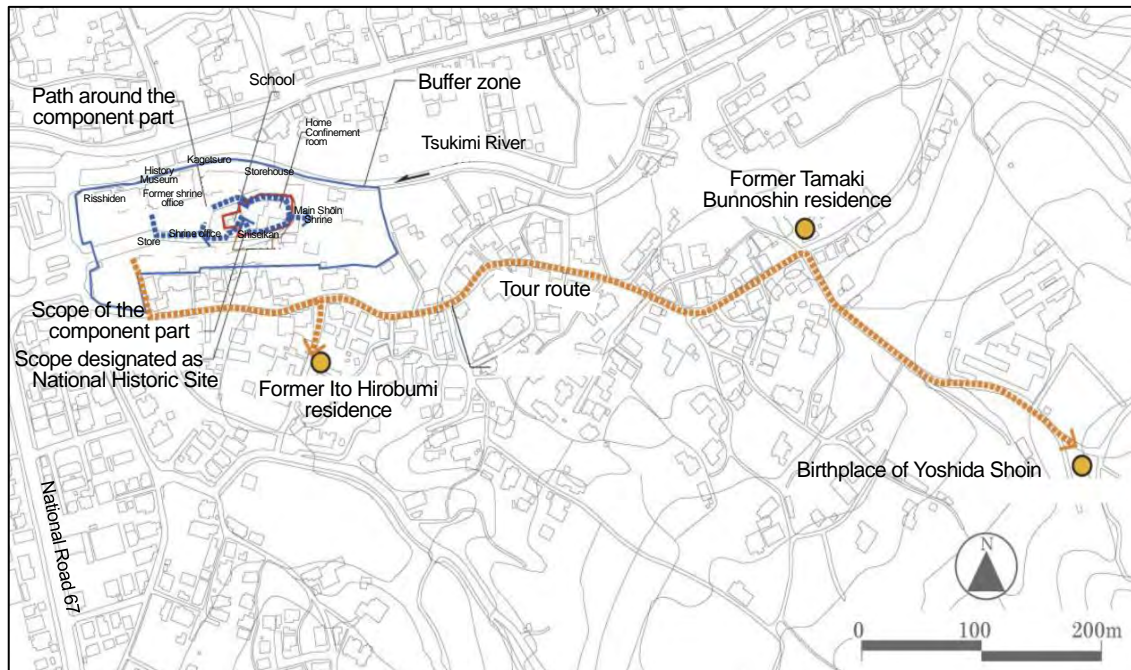 School
Path around the
component part
Buffer zone
Home
Confinement
room
Tsukimi River
Kagetsuro
History
Museum
Storehouse
Former shrine
office
Risshiden
Main Shōin
Shrine
Shrine office
Shiseikan
Store
Former Tamaki
Bunnoshin residence
Tour route
Scope of the
component part
Scope designated as
National Historic Site
Former Ito Hirobumi
residence
Birthplace of Yoshida Shoin
National Road 67
N
0 100 200m